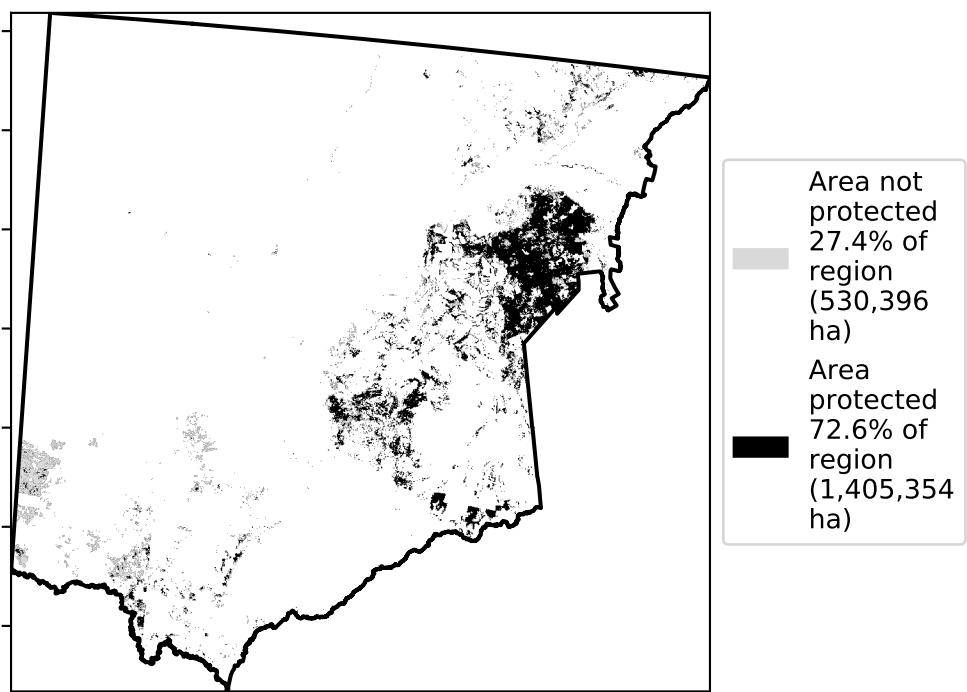 Area not
protected
27.4% of
region
(530,396
ha)
Area
protected
72.6% of
region
(1,405,354
ha)